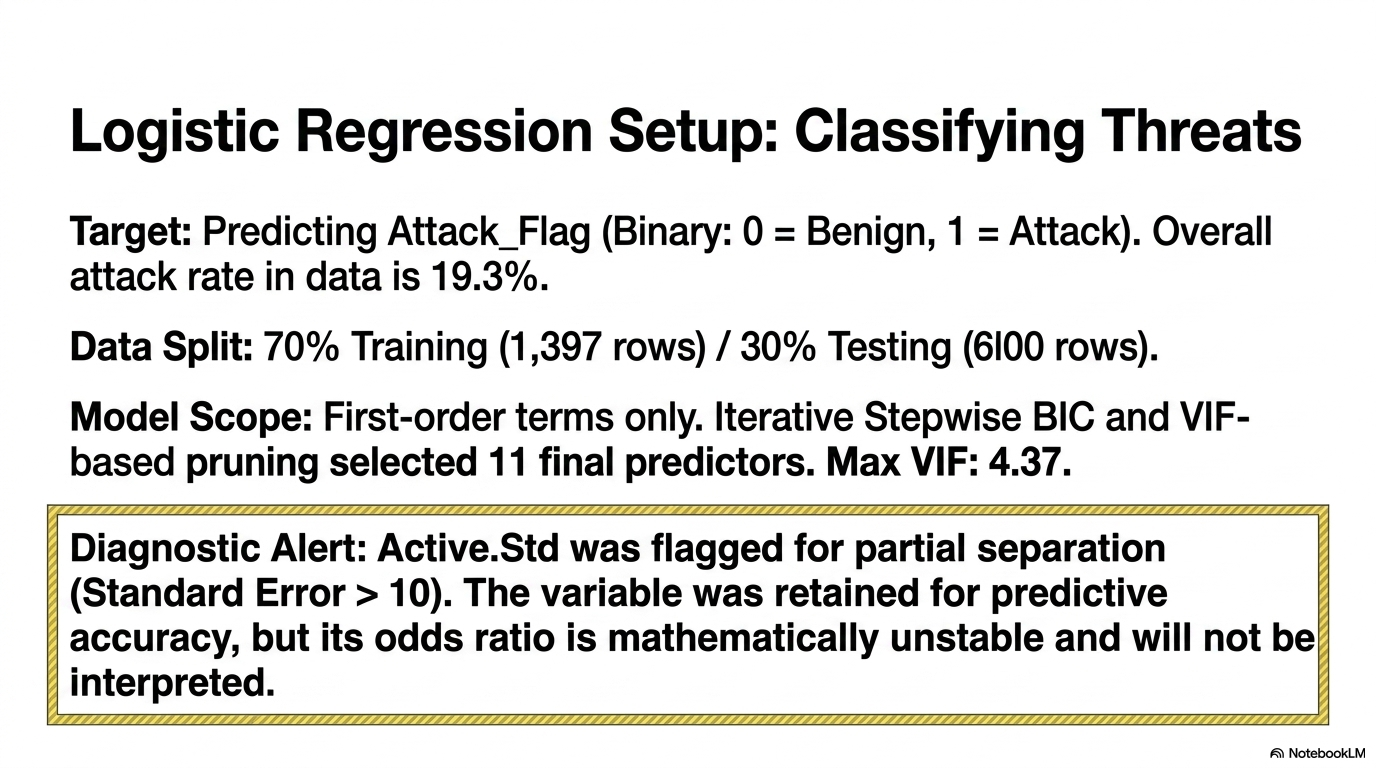 Logistic Regression Setup: Classifying Threats
Target: Predicting Attack_Flag (Binary: 0 = Benign, 1 = Attack). Overall
attack rate in data is 19.3%.
Data Split: 70% Training (1,397 rows) / 30% Testing (6l00 rows).
Model Scope: First-order terms only. Iterative Stepwise BIC and VIF-
based pruning selected 11 final predictors. Max VIF: 4.37.
Diagnostic Alert: Active.Std was flagged for partial separation
(Standard Error > 10). The variable was retained for predictive
accuracy, but its odds ratio is mathematically unstable and will not be
interpreted.
NotebookLM